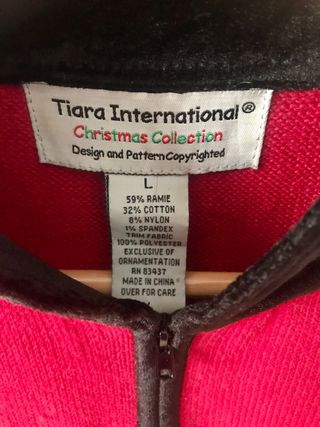 Tiara International®
Christmas Collection
Design and Pattern Copyrighted
L
59% RAMIE
32% COTTON
8% NYLON
1% SPANDEX
TRIM FABRIC
100% POLYESTER
EXCLUSIVE OF
ORNAMENTATION
RN 83437
MADE IN CHINA
OVER FOR CARE